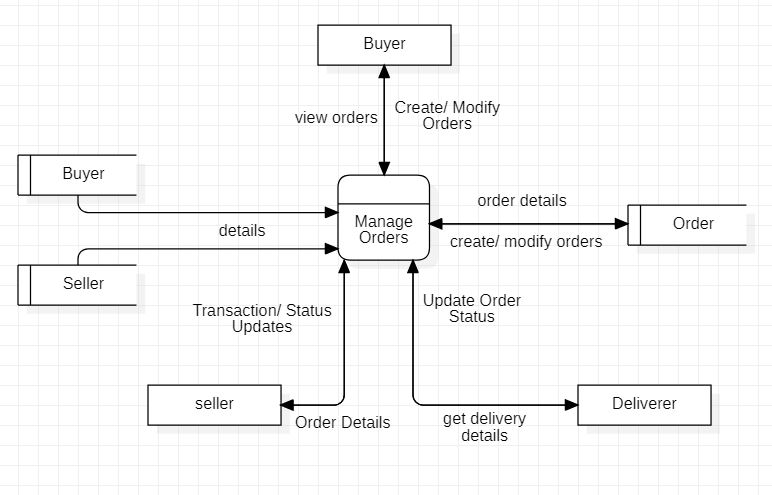 Buyer
view orders
Create/ Modify
Orders
Buyer
details
Seller
Manage
Orders
order details
create/ modify orders
Order
Transaction/ Status
Updates
Update Order
Status
seller
Order Details
get delivery
details
Deliverer